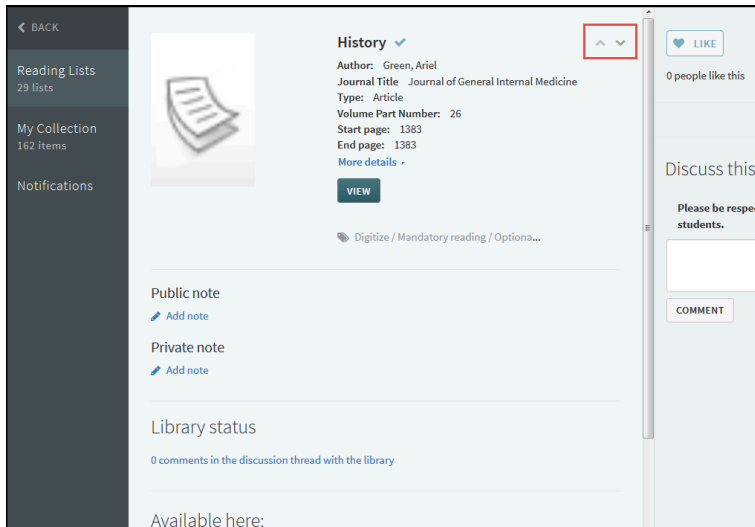 BACK
Reading Lists
29 lists
My Collection
162 items
Notifications
History
Author: Green, Ariel
Journal Title Journal of General Internal Medicine
Type: Article
Volume Part Number: 26
Start page: 1383
End page: 1383
More details
VIEW
Digitize / Mandatory reading / Optiona...
Public note
Add note
Private note
Add note
Library status
0 comments in the discussion thread with the library
Available here:
LIKE
0 people like this
Discuss this
Please be respe
students.
COMMENT